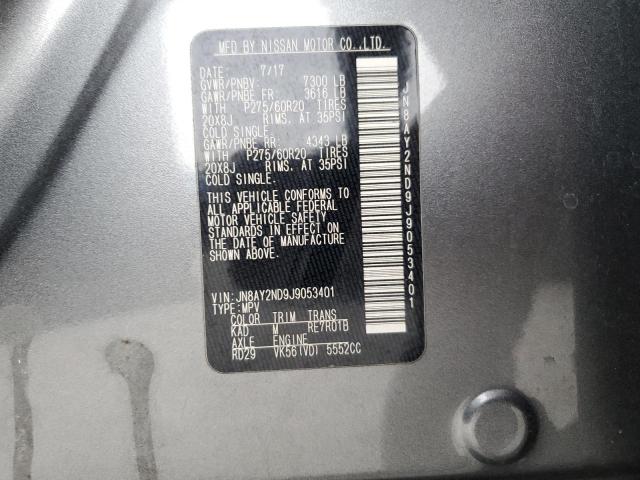 MFD BY NISSAN MOTOR CO.,LTD.
DATE: 7/17
GVWR/PNBV: 7300 LB
GAWR/PNBE FR: 3616 LB
WITH P275/60R20 TIRES
20X8J RIMS. AT 35PSI
COLD SINGLE.
GAWR/PNBE RR: 4343 LB
WITH P275/60R20 TIRES
20X8J RIMS. AT 35PSI
COLD SINGLE.
THIS VEHICLE CONFORMS TO
ALL APPLICABLE FEDERAL
MOTOR VEHICLE SAFETY
STANDARDS IN EFFECT ON
THE DATE OF MANUFACTURE
SHOWN ABOVE.
VIN:JN8AY2ND9J9053401
TYPE:MPV
COLOR TRIM TRANS
KAD M RE7R01B
AXLE ENGINE
RD29 VK56(VD) 5552CC
JN8AY2ND9J9053401